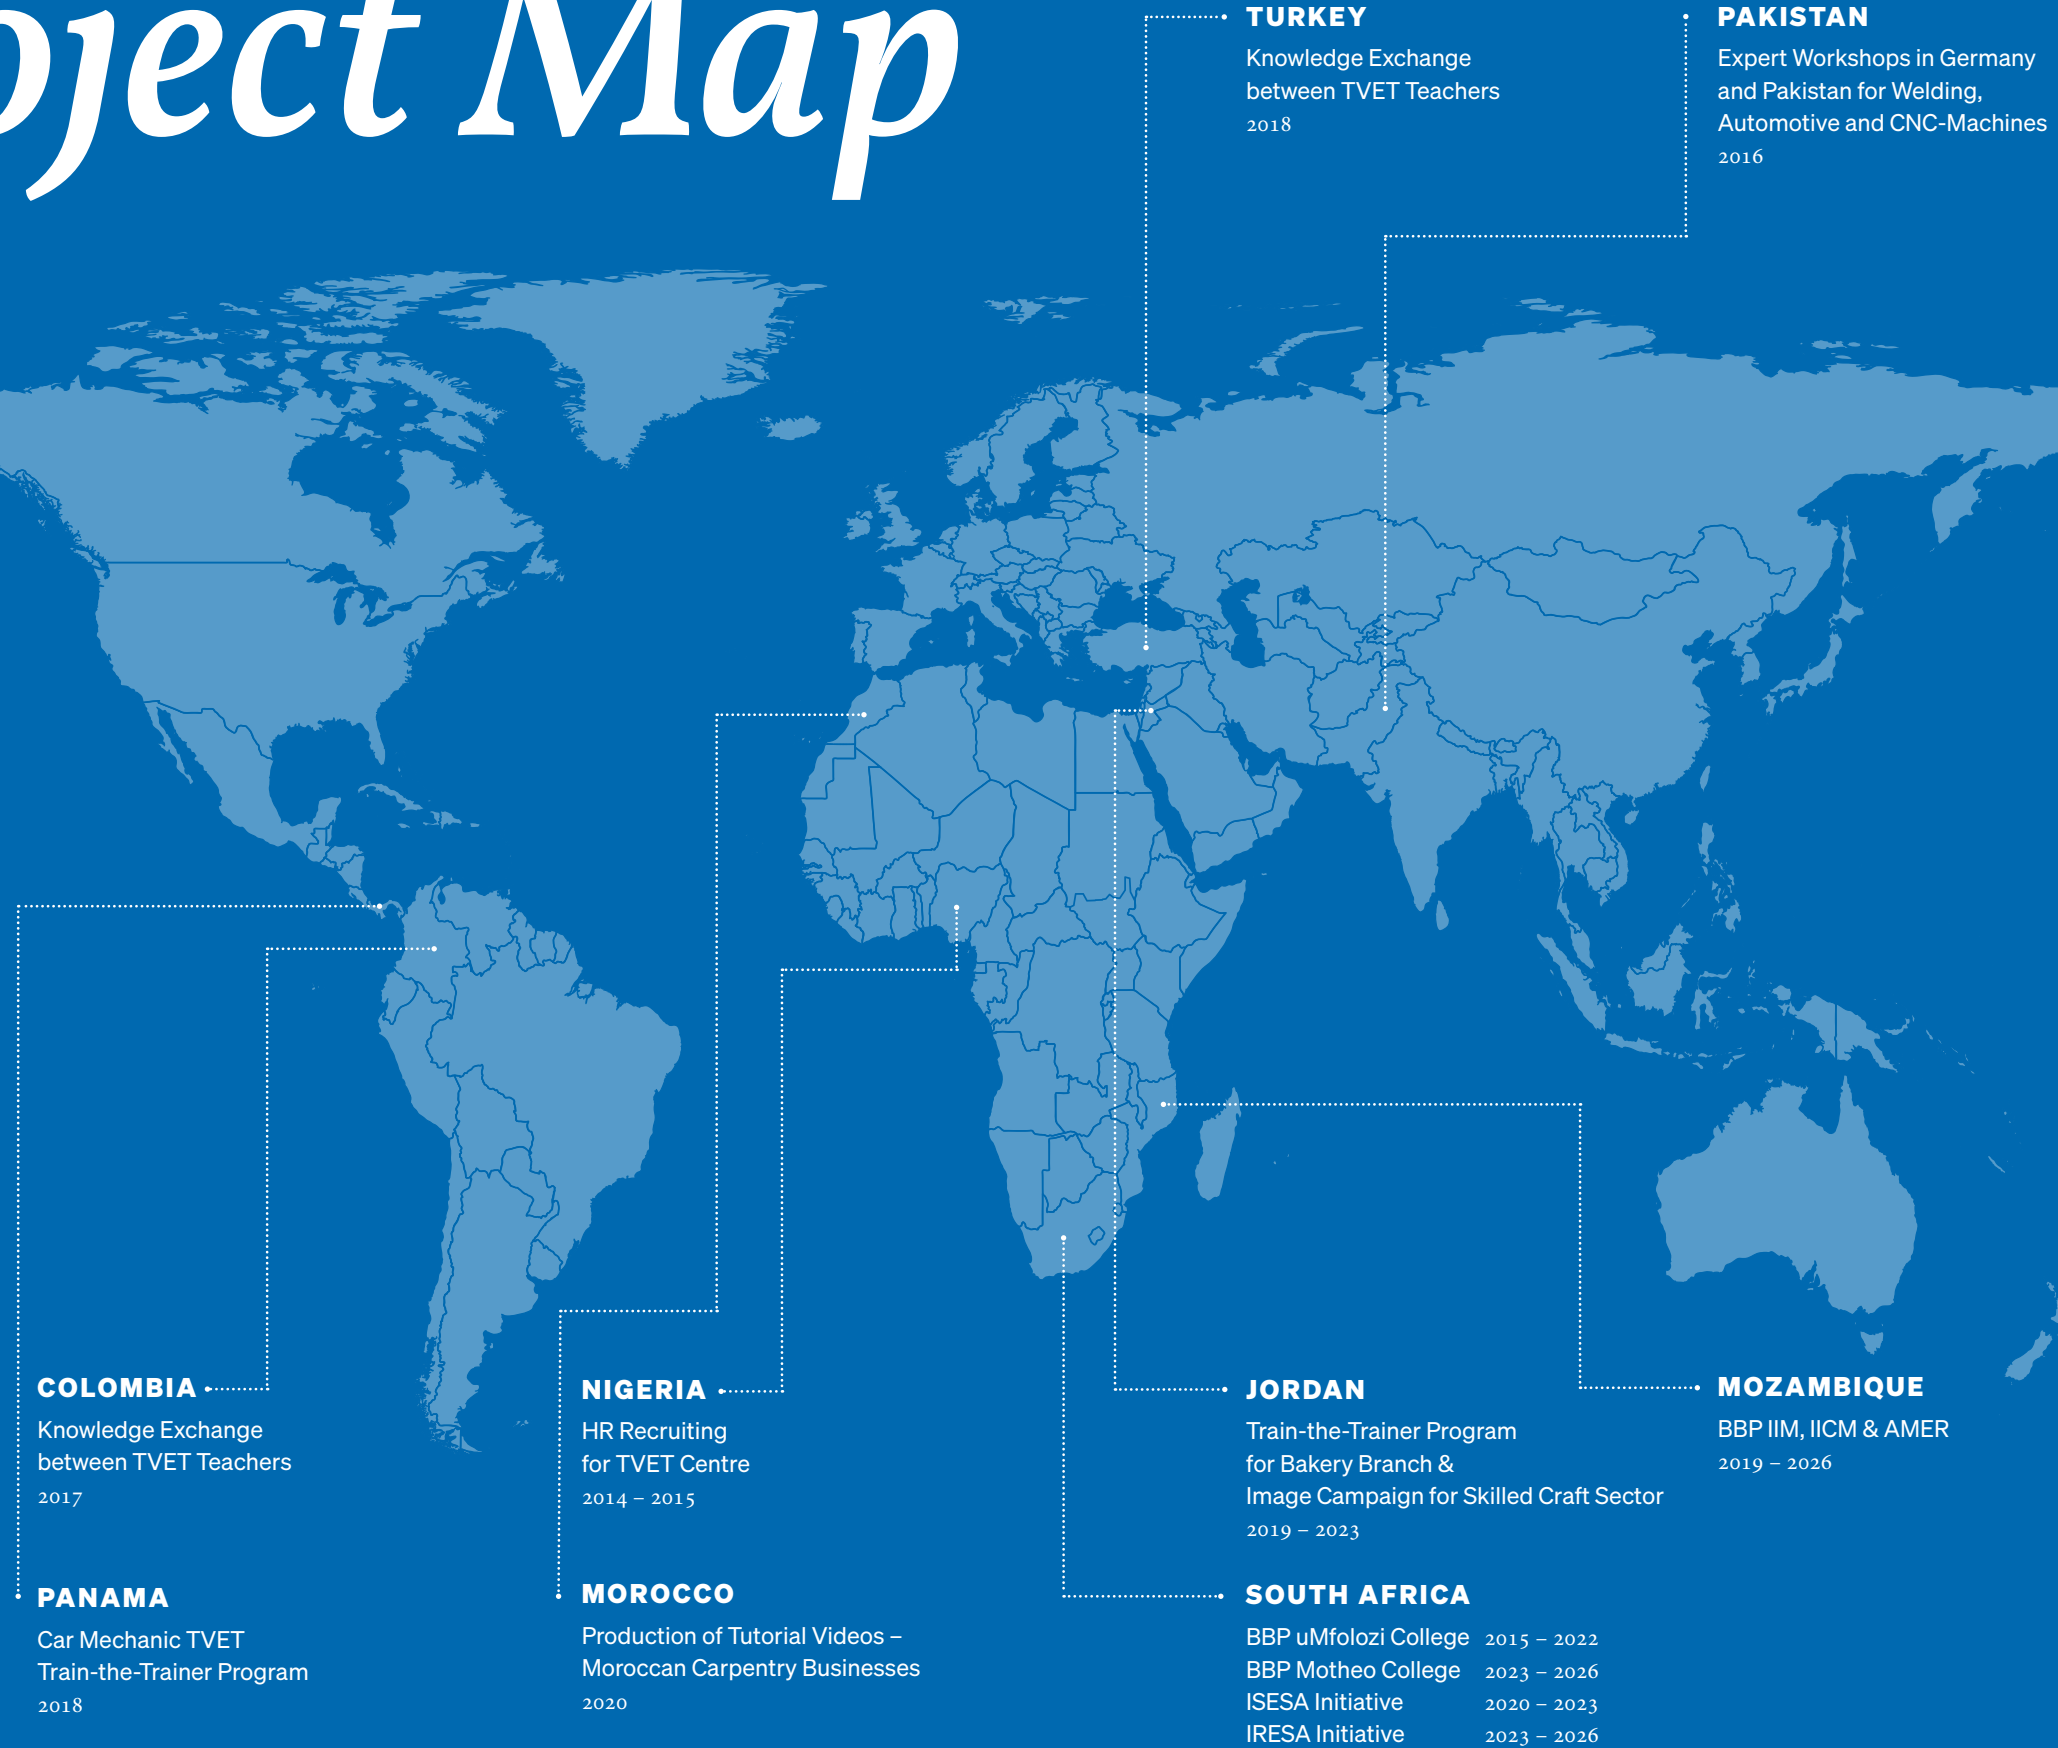 oject Map
TURKEY
Knowledge Exchange
between TVET Teachers
2018
PAKISTAN
Expert Workshops in Germany
and Pakistan for Welding,
Automotive and CNC-Machines
2016
COLOMBIA
Knowledge Exchange
between TVET Teachers
2017
PANAMA
Car Mechanic TVET
Train-the-Trainer Program
2018
NIGERIA
HR Recruiting
for TVET Centre
2014 – 2015
MOROCCO
Production of Tutorial Videos –
Moroccan Carpentry Businesses
2020
JORDAN
Train-the-Trainer Program
for Bakery Branch &
Image Campaign for Skilled Craft Sector
2019 – 2023
SOUTH AFRICA
BBP uMfolozi College 2015 – 2022
BBP Motheo College 2023 – 2026
ISESA Initiative 2020 – 2023
IRESA Initiative 2023 – 2026
MOZAMBIQUE
BBP IIM, IICM & AMER
2019 – 2026